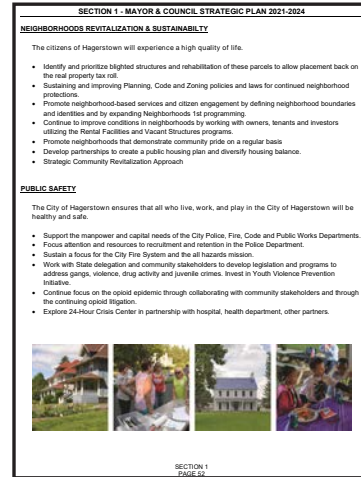 SECTION 1 - MAYOR & COUNCIL STRATEGIC PLAN 2021-2024
NEIGHBORHOODS REVITALIZATION & SUSTAINABILTY
The citizens of Hagerstown will experience a high quality of life.
• Identify and prioritize blighted structures and rehabilitation of these parcels to allow placement back on
the real property tax roll.
• Sustaining and improving Planning, Code and Zoning policies and laws for continued neighborhood
protections.
• Promote neighborhood-based services and citizen engagement by defining neighborhood boundaries
and identities and by expanding Neighborhoods 1st programming.
• Continue to improve conditions in neighborhoods by working with owners, tenants and investors
utilizing the Rental Facilities and Vacant Structures programs.
• Promote neighborhoods that demonstrate community pride on a regular basis
• Develop partnerships to create a public housing plan and diversify housing balance.
• Strategic Community Revitalization Approach
PUBLIC SAFETY
The City of Hagerstown ensures that all who live, work, and play in the City of Hagerstown will be
healthy and safe.
• Support the manpower and capital needs of the City Police, Fire, Code and Public Works Departments.
• Focus attention and resources to recruitment and retention in the Police Department.
• Sustain a focus for the City Fire System and the all hazards mission.
• Work with State delegation and community stakeholders to develop legislation and programs to
address gangs, violence, drug activity and juvenile crimes. Invest in Youth Violence Prevention
Initiative.
• Continue focus on the opioid epidemic through collaborating with community stakeholders and through
the continuing opioid litigation.
• Explore 24-Hour Crisis Center in partnership with hospital, health department, other partners.
SECTION 1
PAGE 52